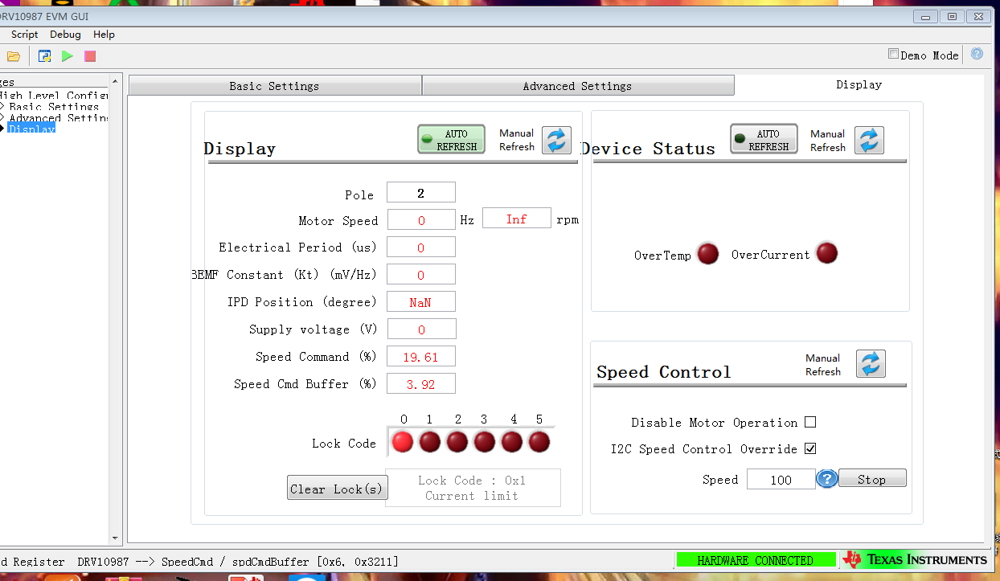 DRV10987 EVM GUI
Script Debug Help
Demo Mode
ges
High Level Configu
Basic Settings
Advanced Settin
Display
Basic Settings
Advanced Settings
Display
Display
AUTO REFRESH
Manual Refresh
Pole 2
Motor Speed 0 Hz Inf rpm
Electrical Period (us) 0
BEMF Constant (Kt) (mV/Hz) 0
IPD Position (degree) NaN
Supply voltage (V) 0
Speed Command (%) 19.61
Speed Cmd Buffer (%) 3.92
0 1 2 3 4 5
Lock Code
Clear Lock(s)
Lock Code : 0x1
Current limit
Device Status
AUTO REFRESH
Manual Refresh
OverTemp OverCurrent
Speed Control
Manual Refresh
Disable Motor Operation
I2C Speed Control Override
Speed 100 ? Stop
d Register DRV10987 --> SpeedCmd / spdCmdBuffer [0x6, 0x3211]
HARDWARE CONNECTED
TEXAS INSTRUMENTS